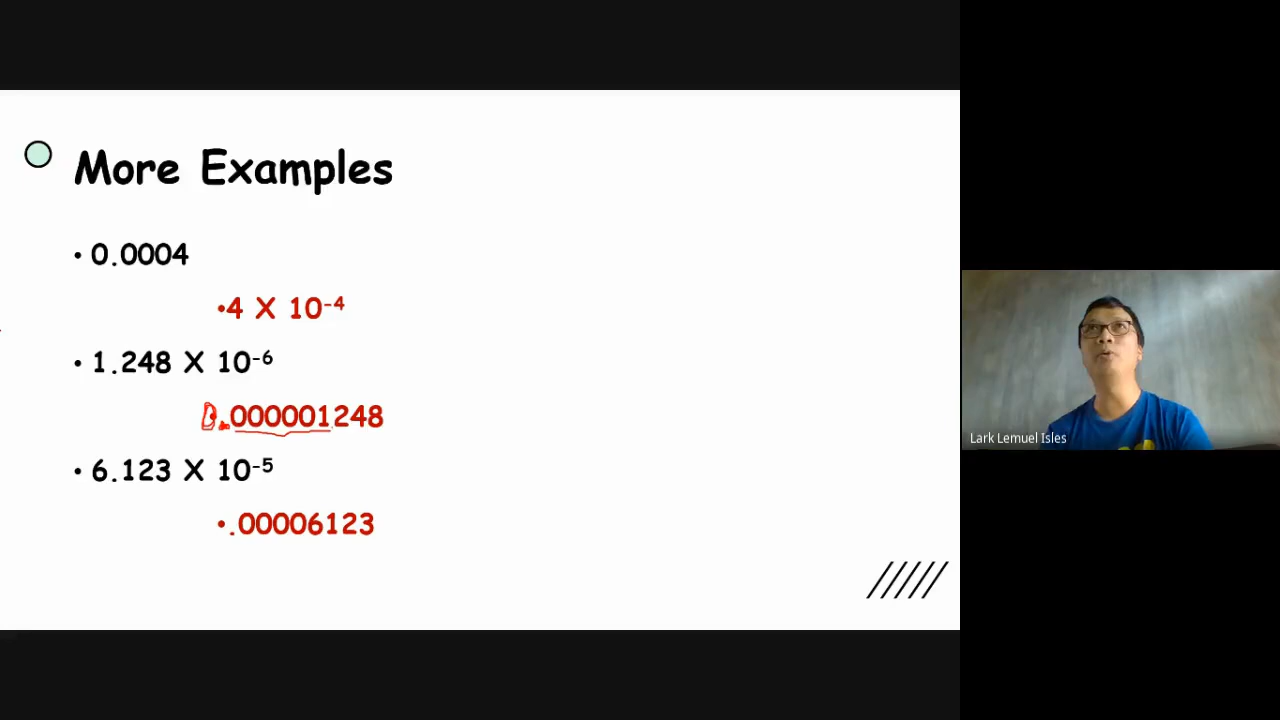 More Examples
• 0.0004
•4 X 10⁻⁴
• 1.248 X 10⁻⁶
0.000001248
• 6.123 X 10⁻⁵
•.00006123
Lark Lemuel Isles